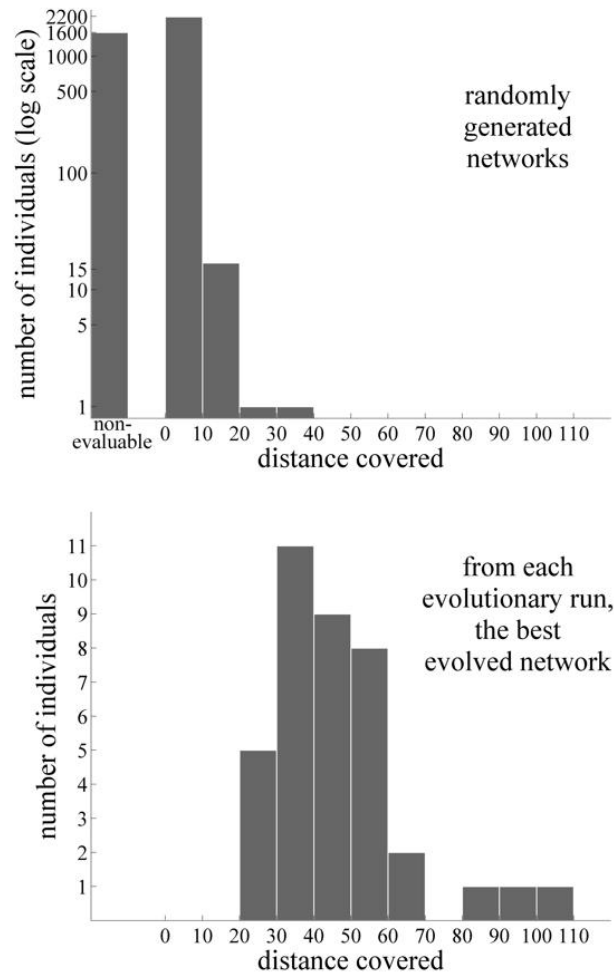 2200
1600
1000
500
100
15
10
5
1
number of individuals (log scale)
randomly
generated
networks
non-
evaluable
0 10 20 30 40 50 60 70 80 90 100 110
distance covered
11
10
9
8
7
6
5
4
3
2
1
number of individuals
from each
evolutionary run,
the best
evolved network
0 10 20 30 40 50 60 70 80 90 100 110
distance covered